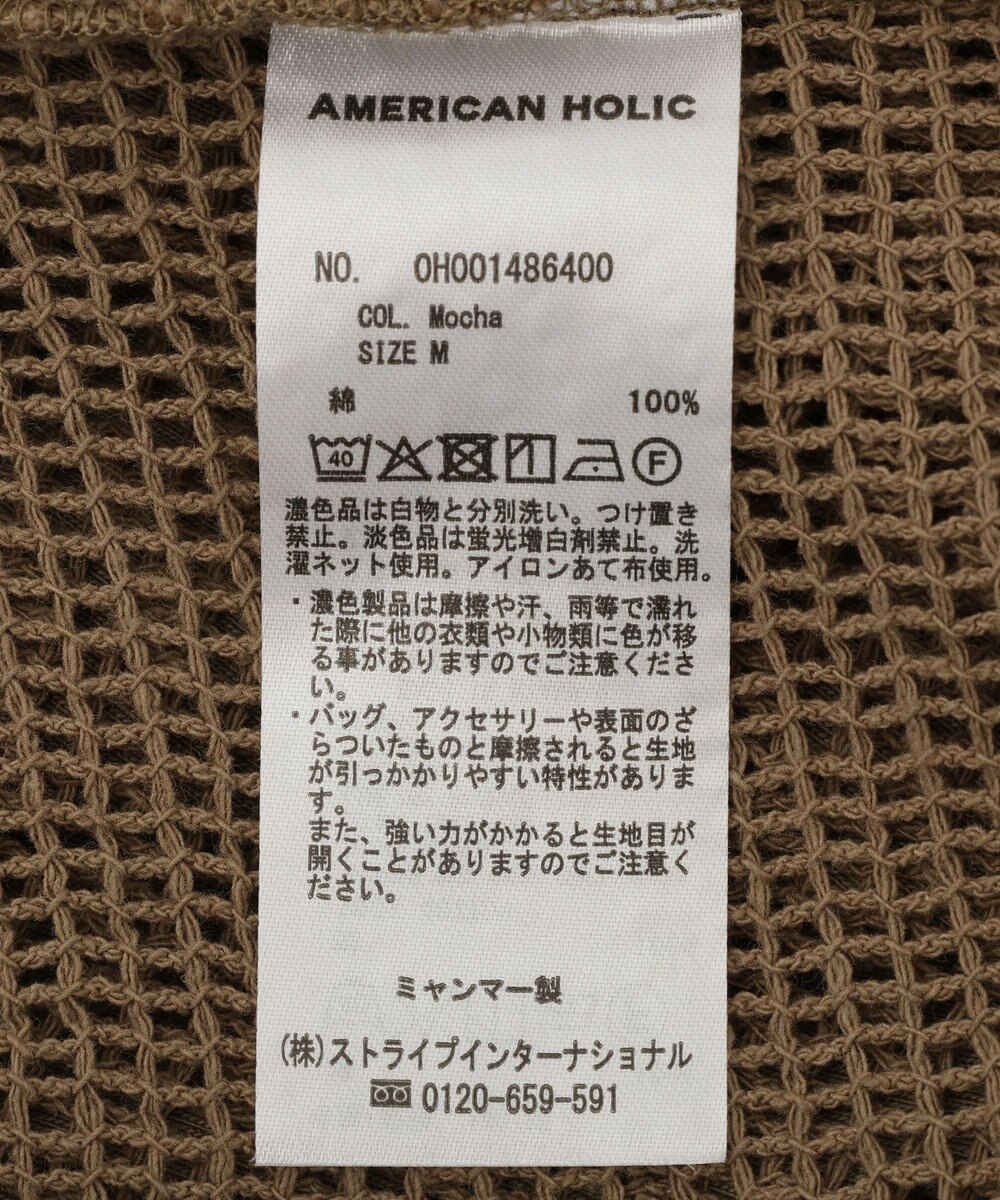 AMERICAN HOLIC
NO. OH001486400
COL. Mocha
SIZE M
綿 100%
40 F
濃色品は白物と分別洗い。つけ置き
禁止。淡色品は蛍光増白剤禁止。洗
濯ネット使用。アイロンあて布使用。
・濃色製品は摩擦や汗、雨等で濡れ
た際に他の衣類や小物類に色が移
る事がありますのでご注意くださ
い。
・バッグ、アクセサリーや表面のざ
らついたものと摩擦されると生地
が引っかかりやすい特性がありま
す。
また、強い力がかかると生地目が
開くことがありますのでご注意く
ださい。
ミャンマー製
(株)ストライプインターナショナル
0120-659-591